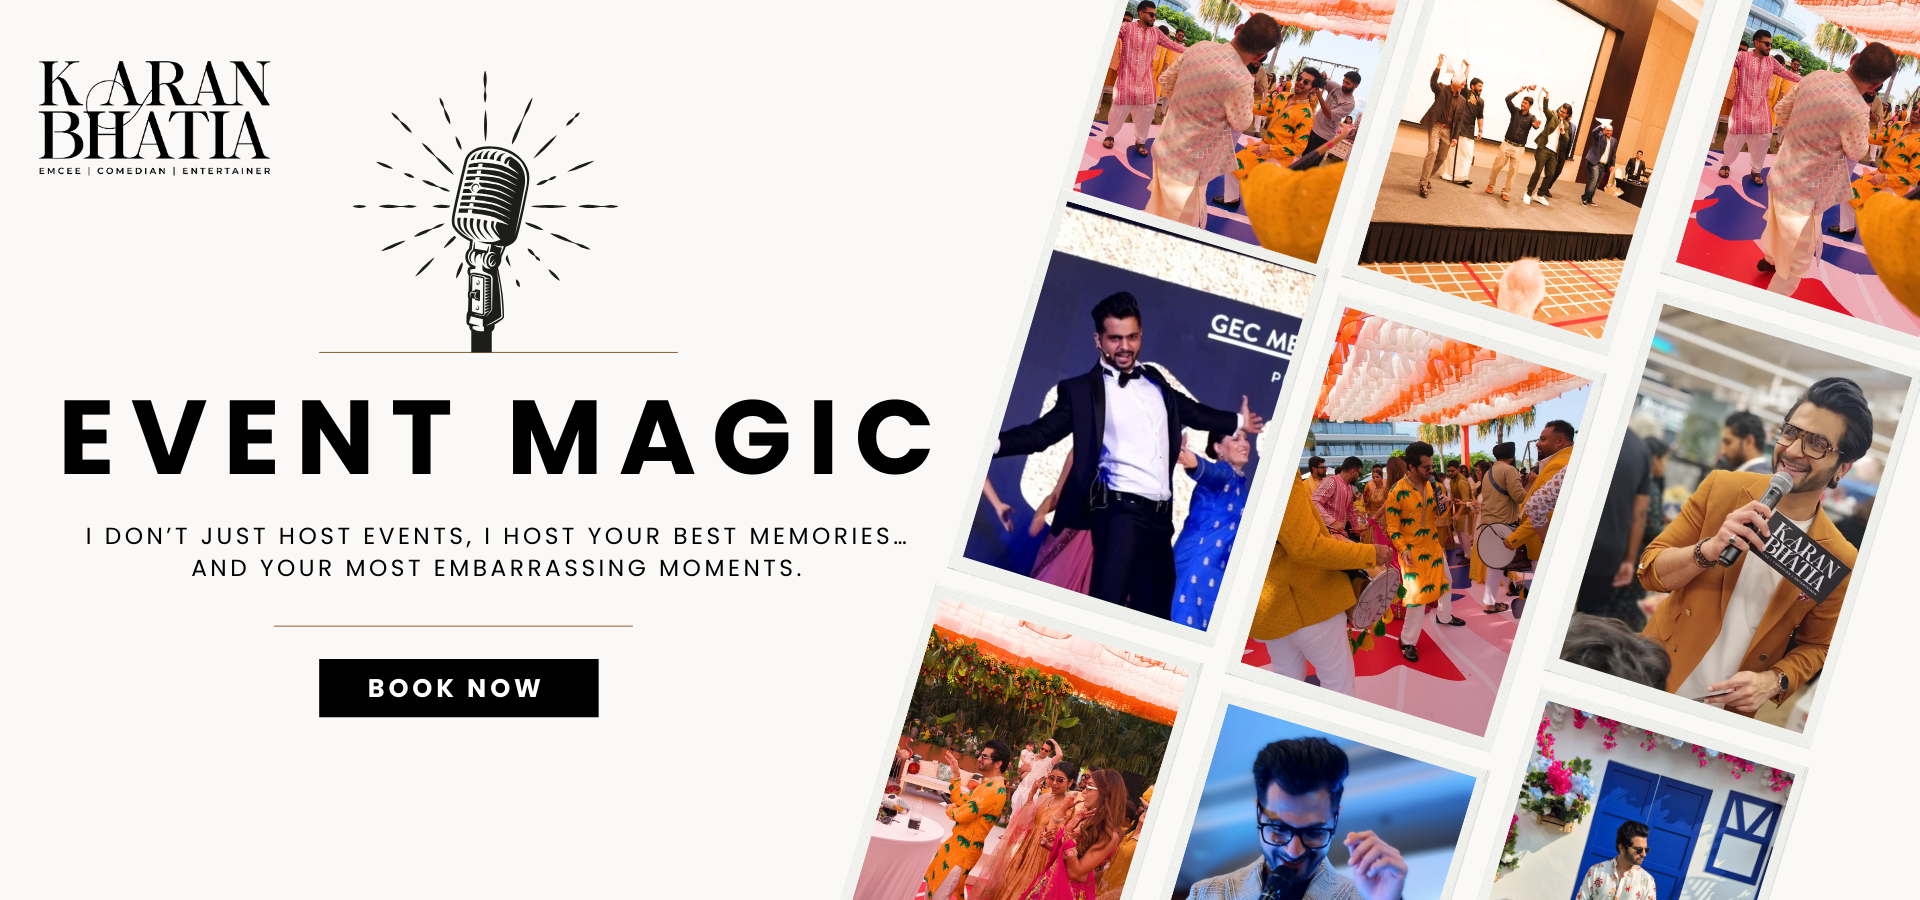 KARAN
BHATIA
EMCEE | COMEDIAN | ENTERTAINER
EVENT MAGIC
I DON’T JUST HOST EVENTS, I HOST YOUR BEST MEMORIES…
AND YOUR MOST EMBARRASSING MOMENTS.
BOOK NOW
GEC ME
P
KARAN
BHATIA